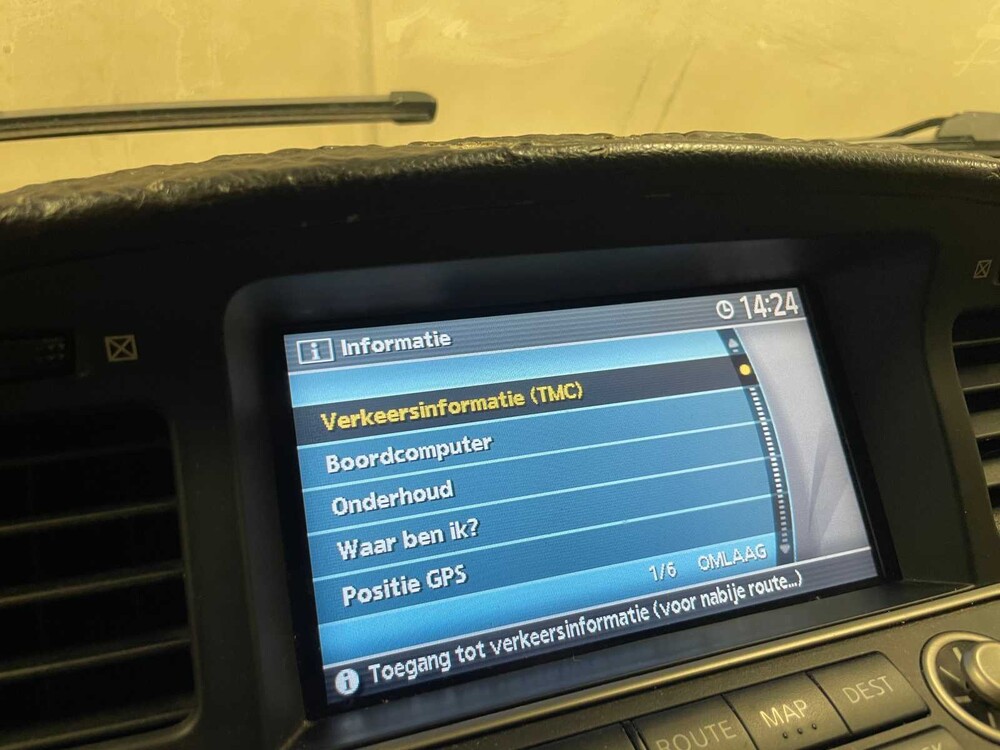 Informatie
14:24
Verkeersinformatie (TMC)
Boordcomputer
Onderhoud
Waar ben ik?
Positie GPS
1/6 OMLAAG
Toegang tot verkeersinformatie (voor nabije route...)
ROUTE
MAP
DEST